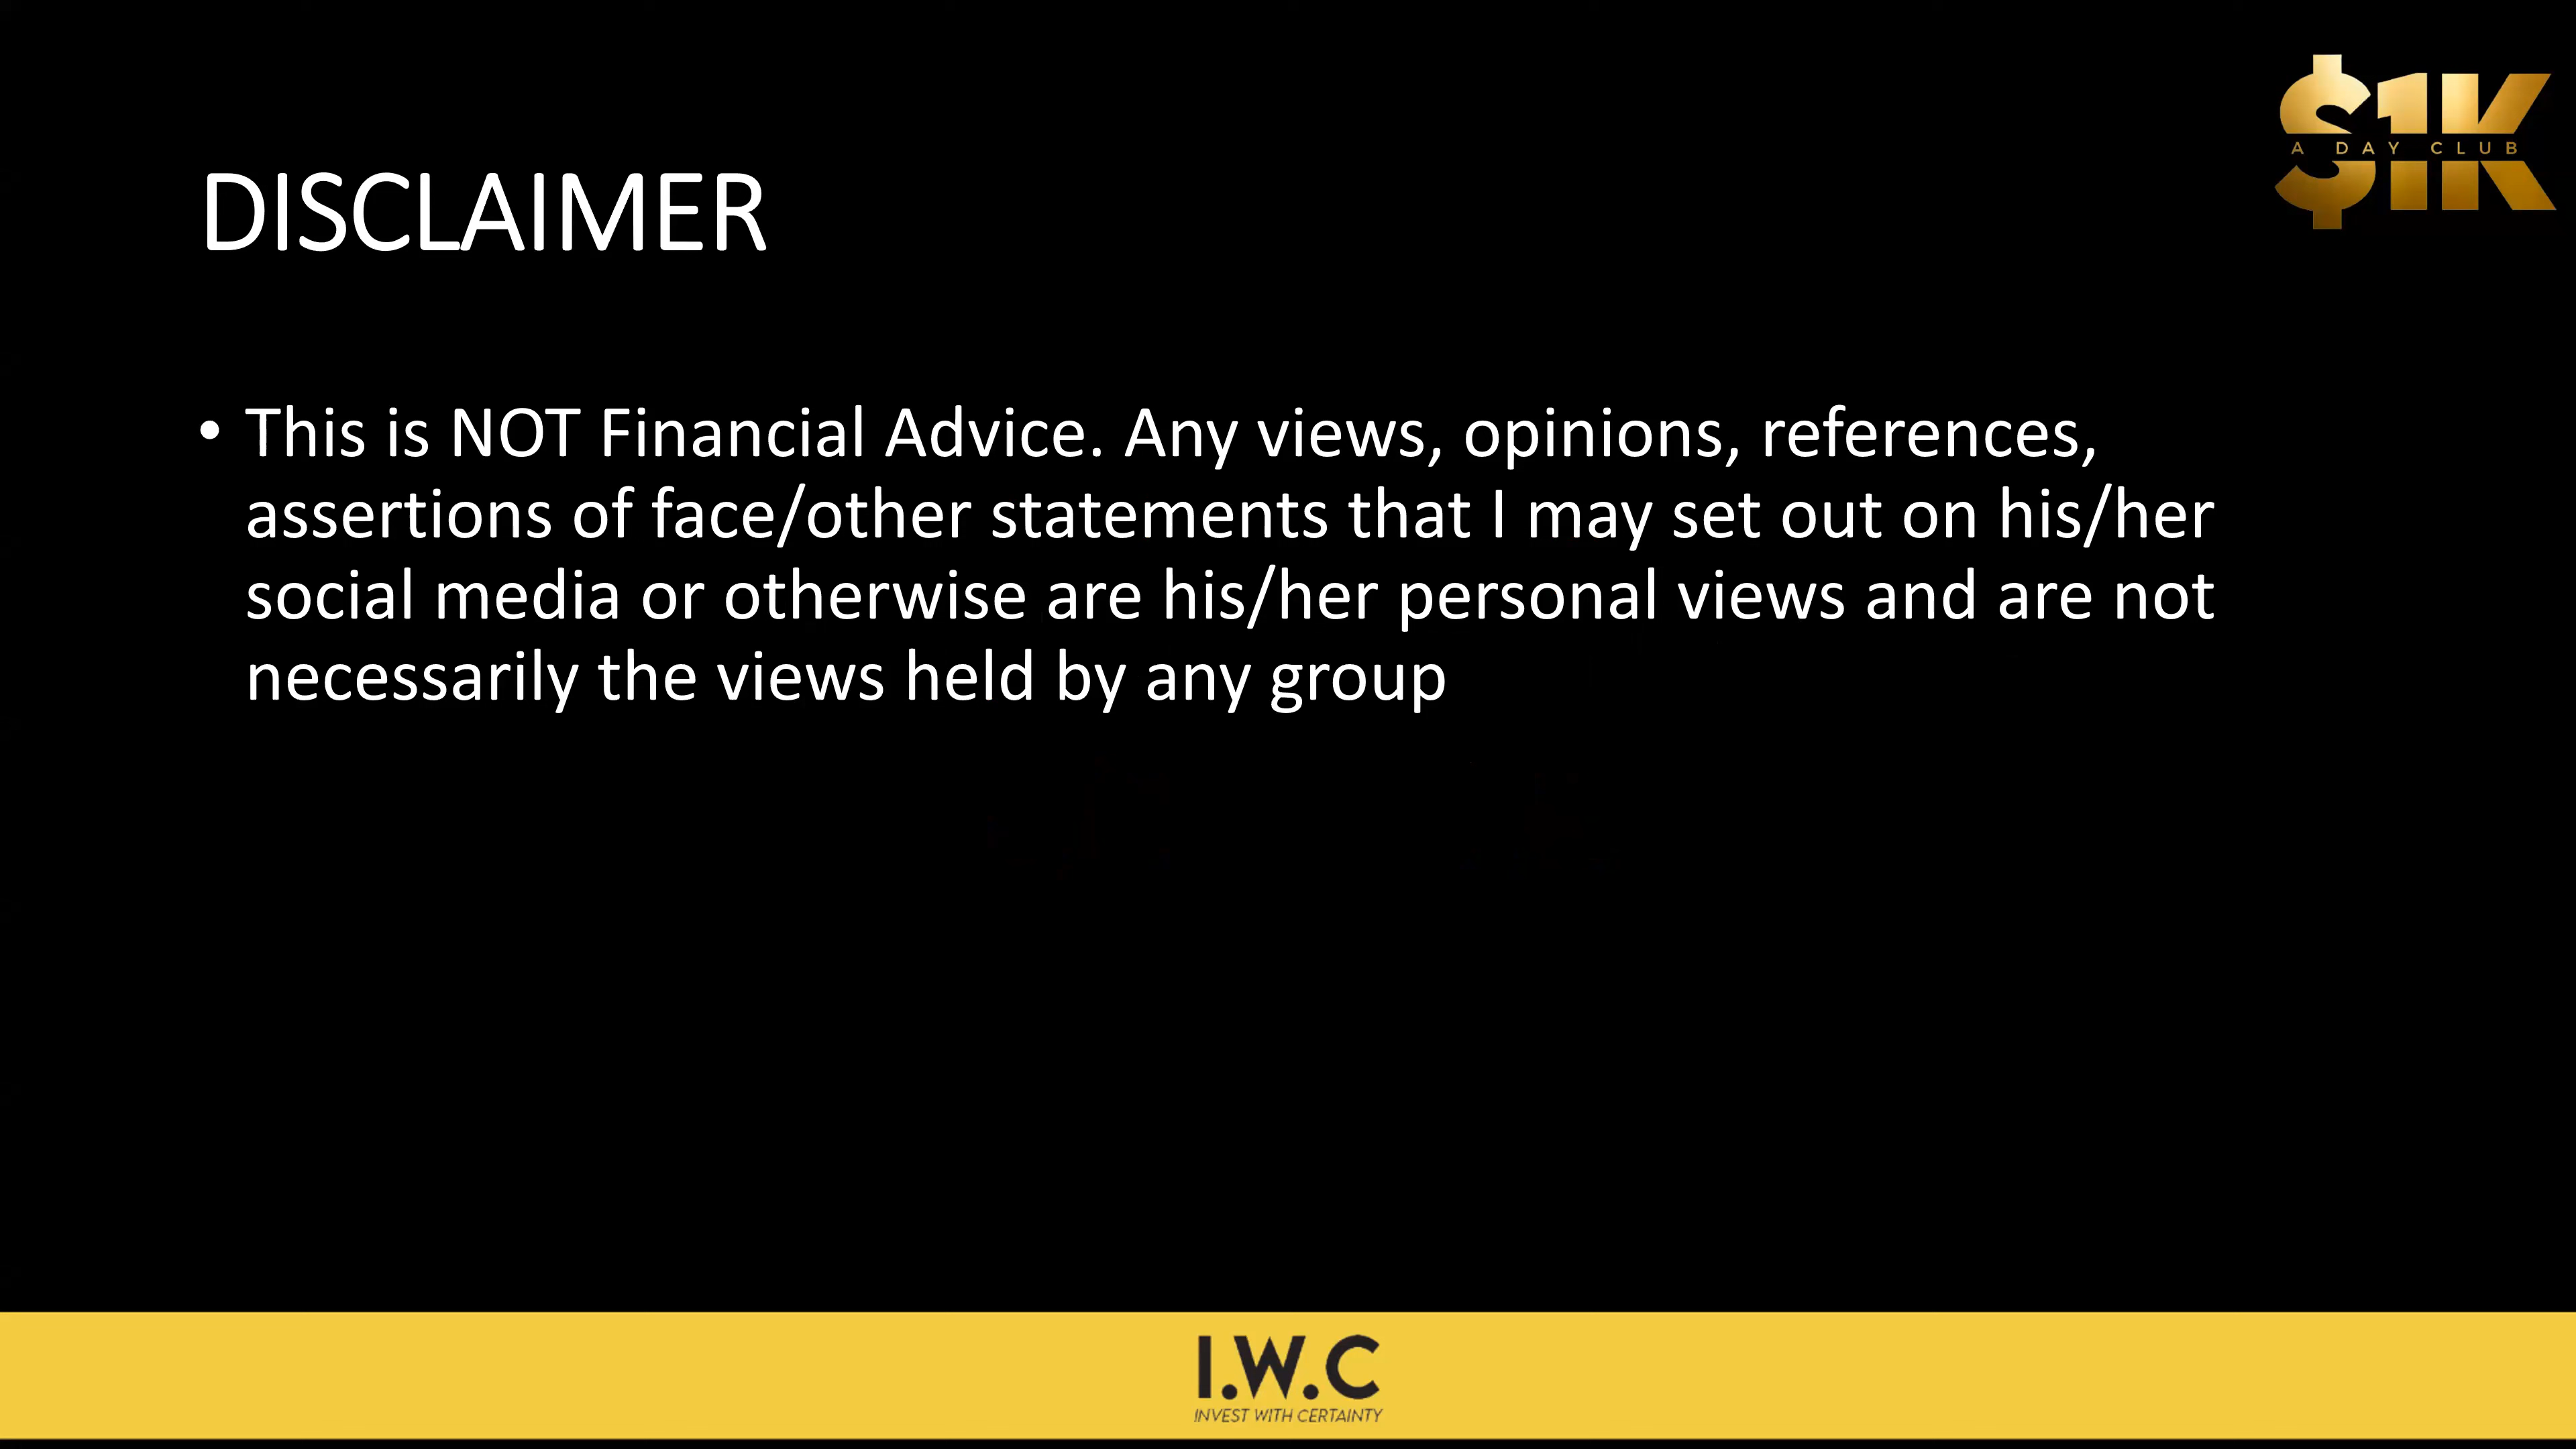 $1K
A DAY CLUB
DISCLAIMER
• This is NOT Financial Advice. Any views, opinions, references,
assertions of face/other statements that I may set out on his/her
social media or otherwise are his/her personal views and are not
necessarily the views held by any group
I.W.C
INVEST WITH CERTAINTY